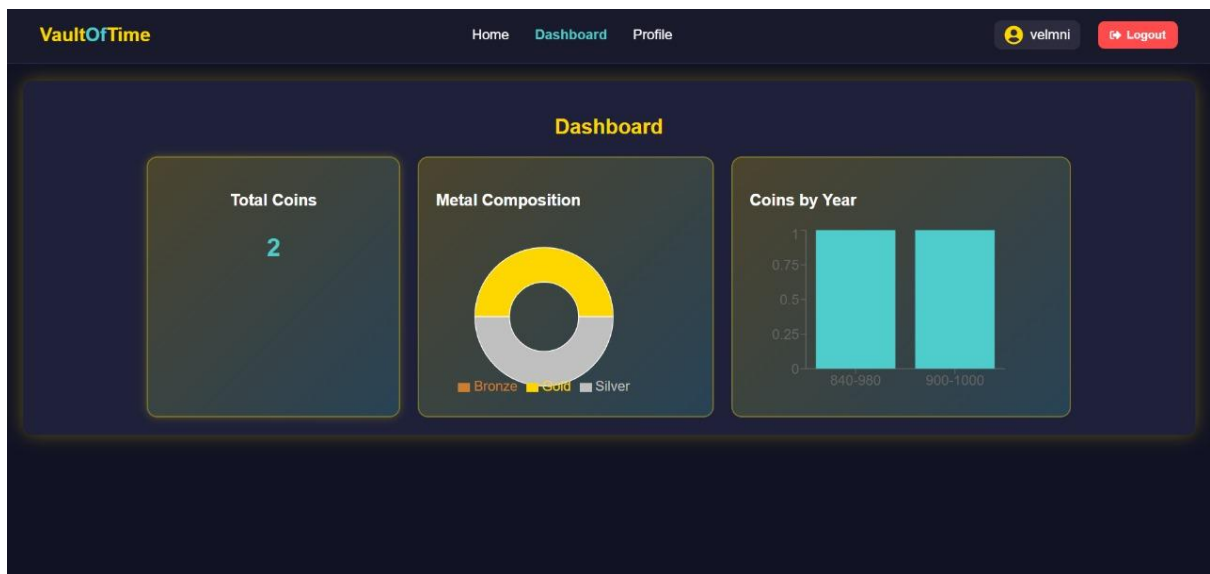 VaultOfTime Home Dashboard Profile velmni Logout
Dashboard
Total Coins
2
Metal Composition
Bronze Gold Silver
Coins by Year
1
0.75
0.5
0.25
0
840-980 900-1000